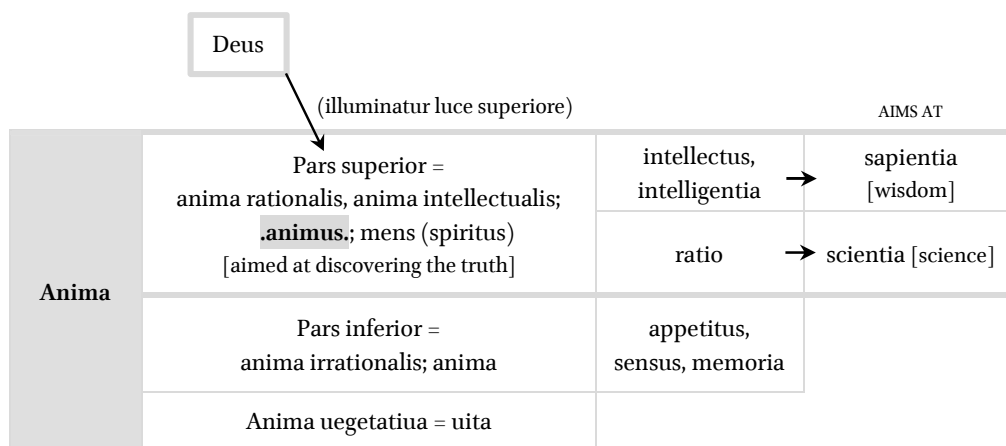 Deus
(illuminatur luce superiore)
AIMS AT
Anima
Pars superior =
anima rationalis, anima intellectualis;
.animus.; mens (spiritus)
[aimed at discovering the truth]
intellectus,
intelligentia
sapientia
[wisdom]
ratio
scientia [science]
Pars inferior =
anima irrationalis; anima
appetitus,
sensus, memoria
Anima uegetatiua = uita